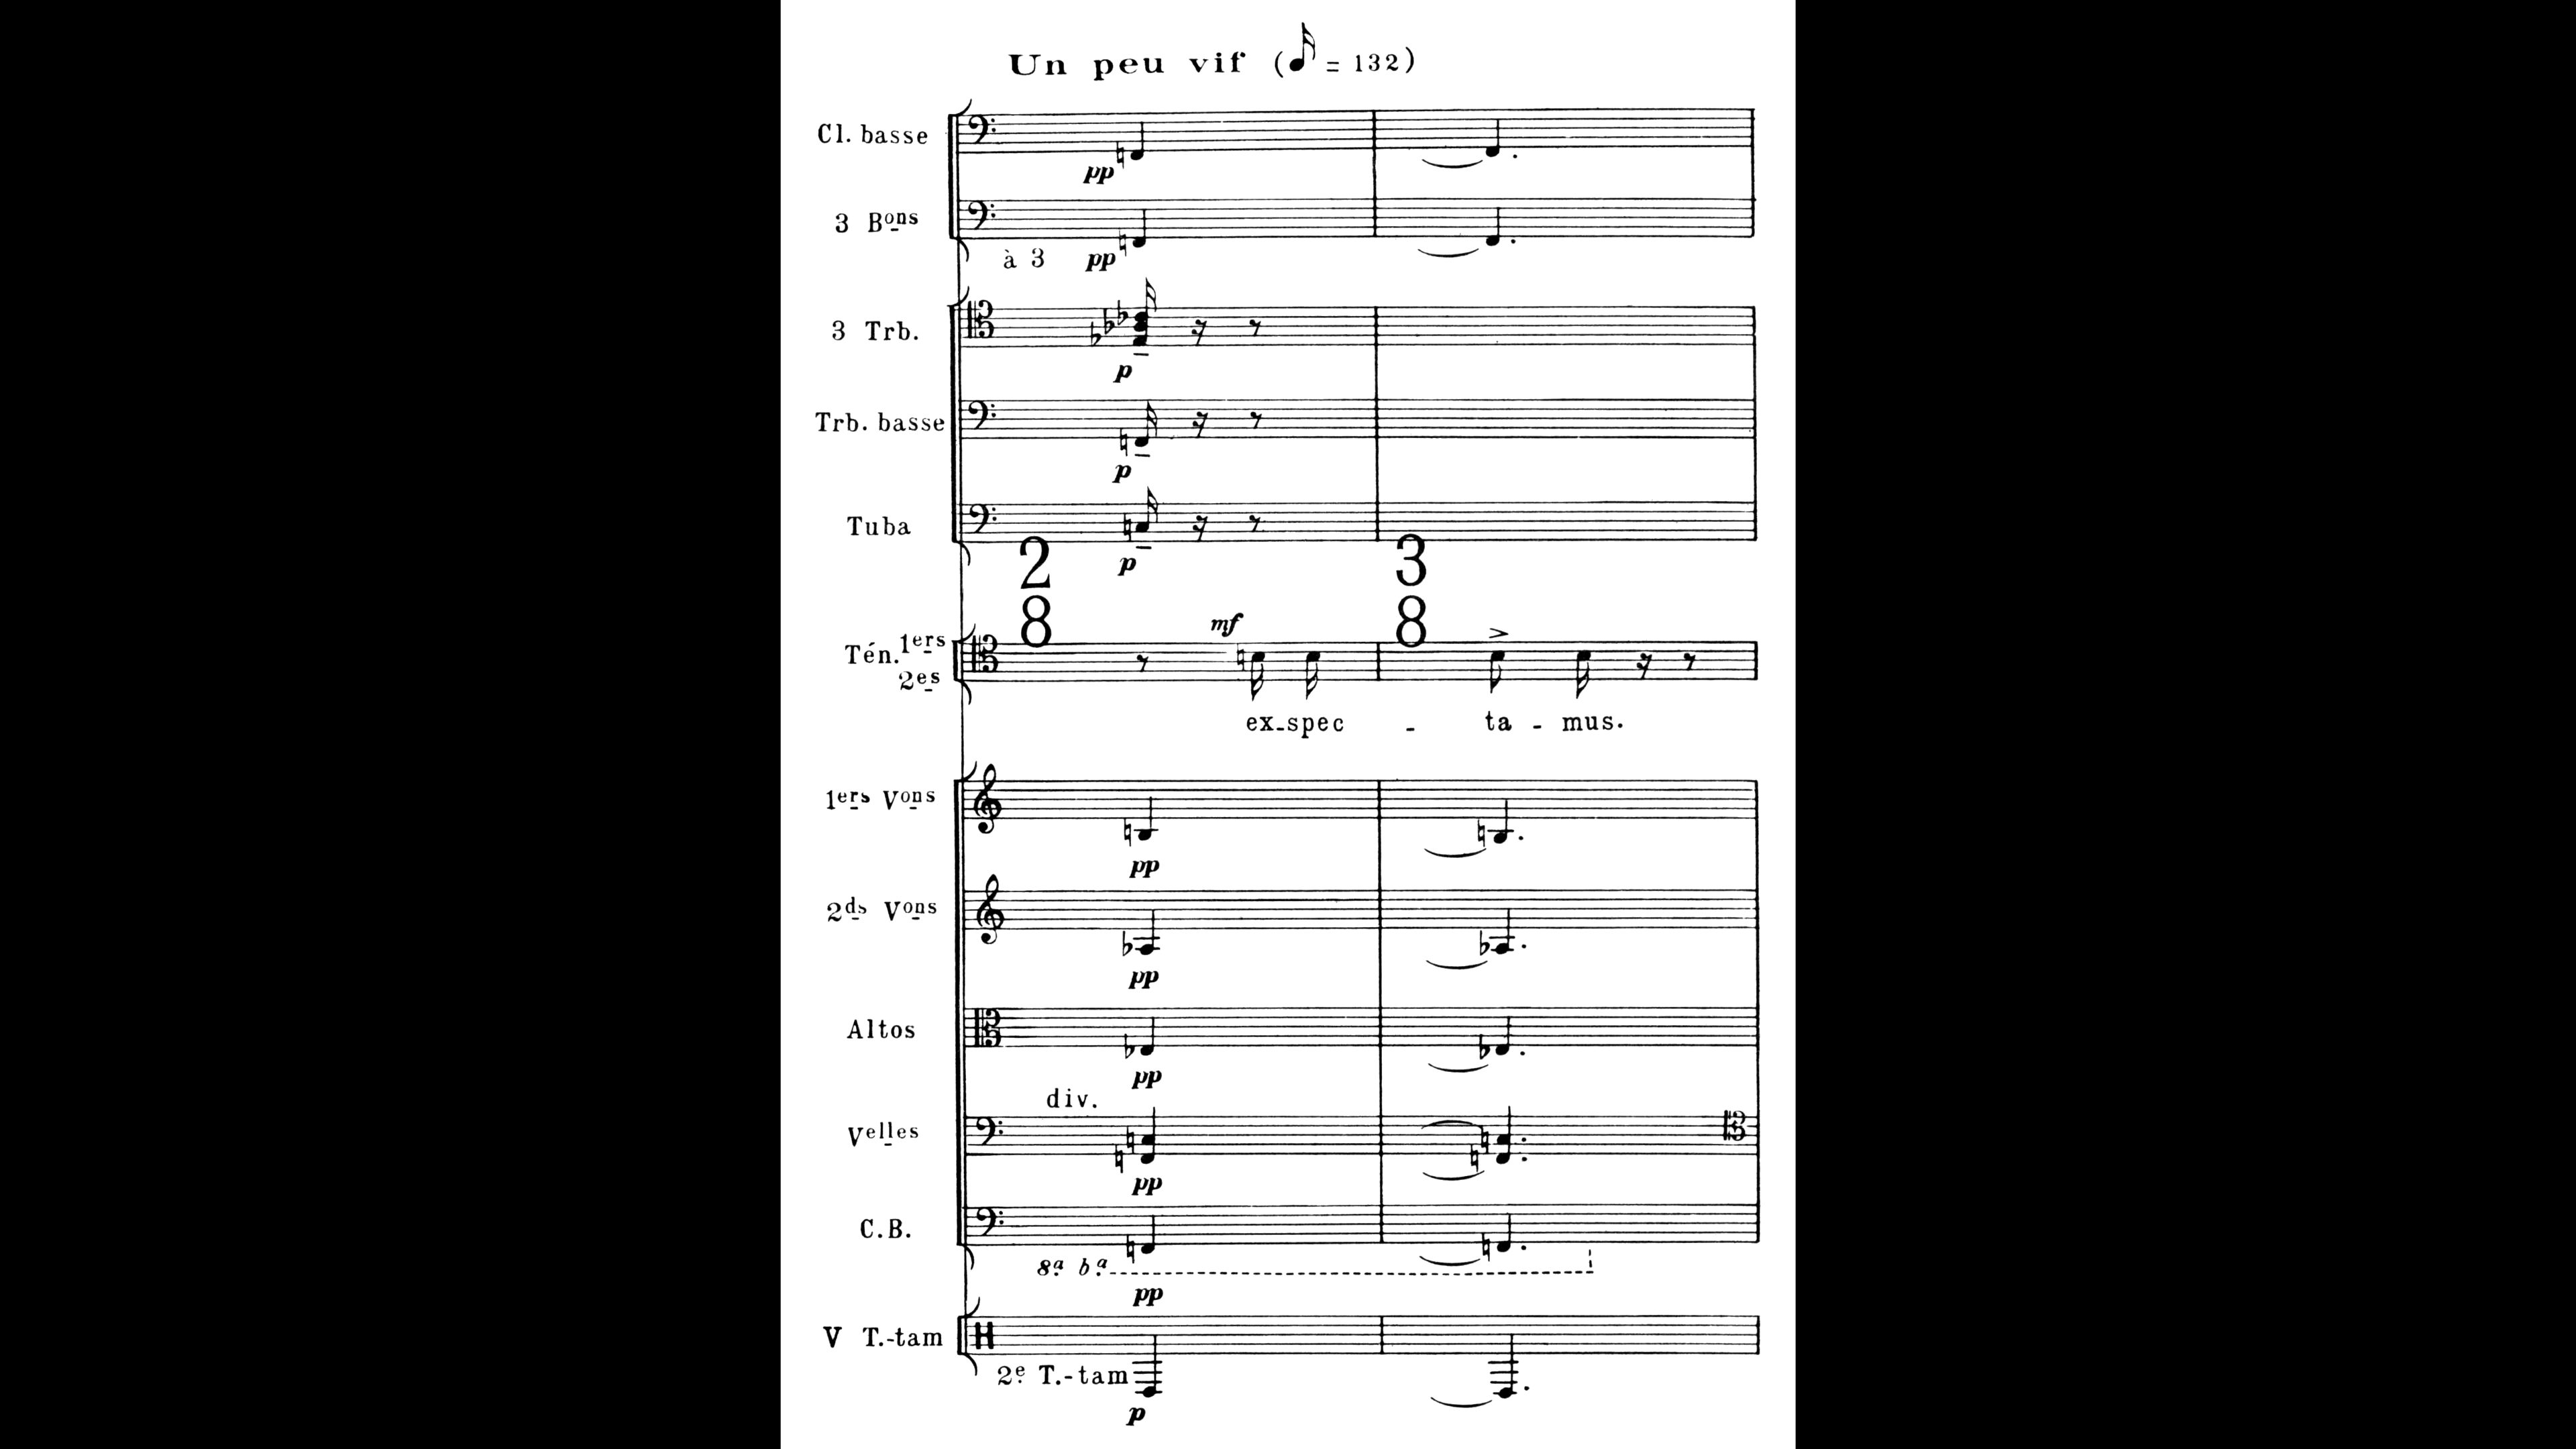 Un peu vif (𝅘𝅥𝅯 = 132)
Cl. basse
pp
3 Bons
à 3 pp
3 Trb.
p
Trb. basse
p
Tuba
p
2 3
8 8
mf
Tén. 1ers
2es
ex-spec - ta - mus.
1ers Vons
pp
2ds Vons
pp
Altos
pp
div.
Velles
pp
C.B.
8a ba
pp
V T.-tam
2e T.-tam
p